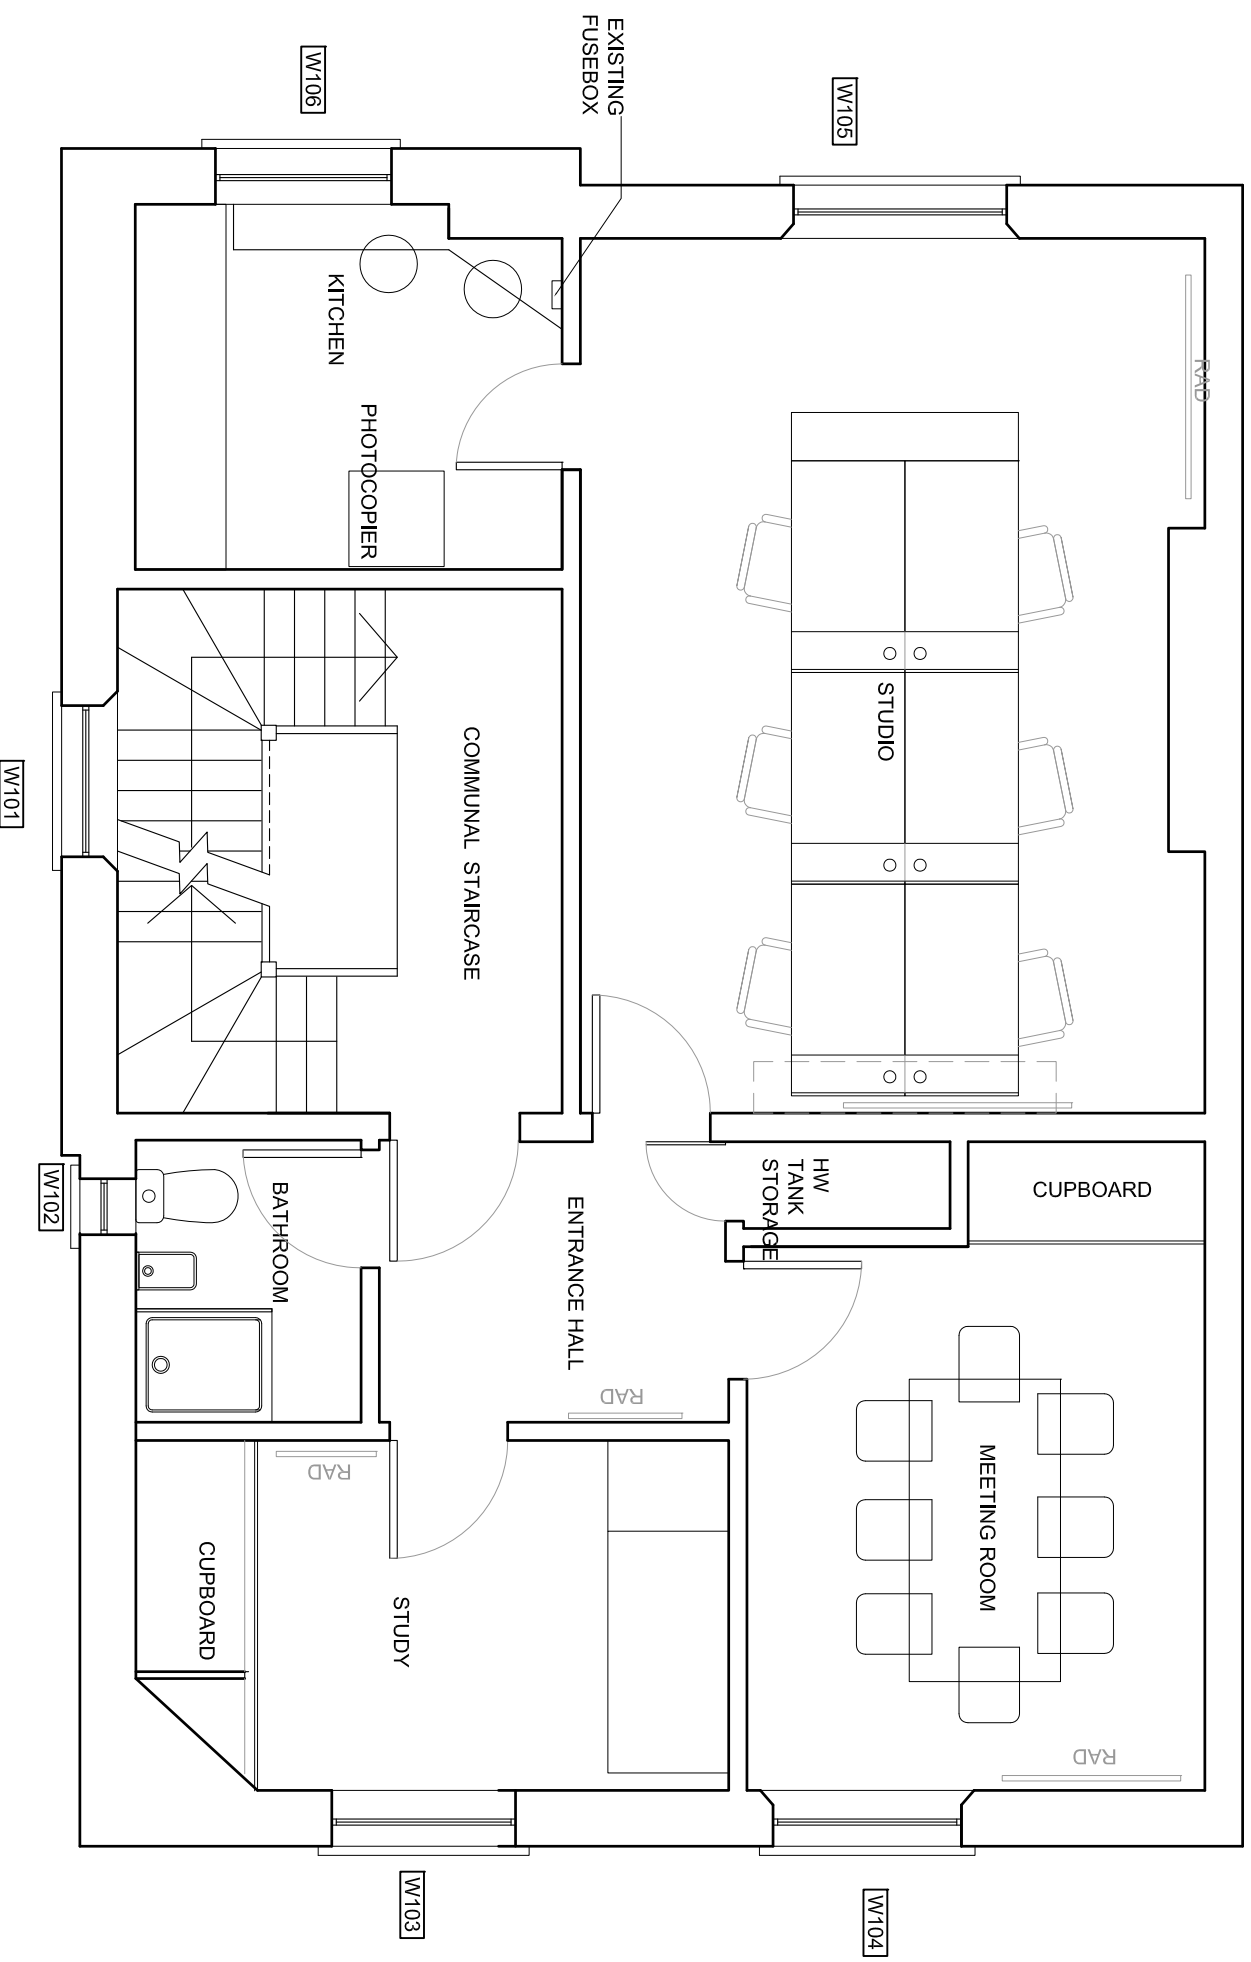 W106
EXISTING
FUSEBOX
W105
KITCHEN
RAD
PHOTOCOPIER
STUDIO
COMMUNAL STAIRCASE
W101
HW
TANK
STORAGE
CUPBOARD
W102
BATHROOM
ENTRANCE HALL
RAD
RAD
MEETING ROOM
CUPBOARD
STUDY
RAD
W103
W104